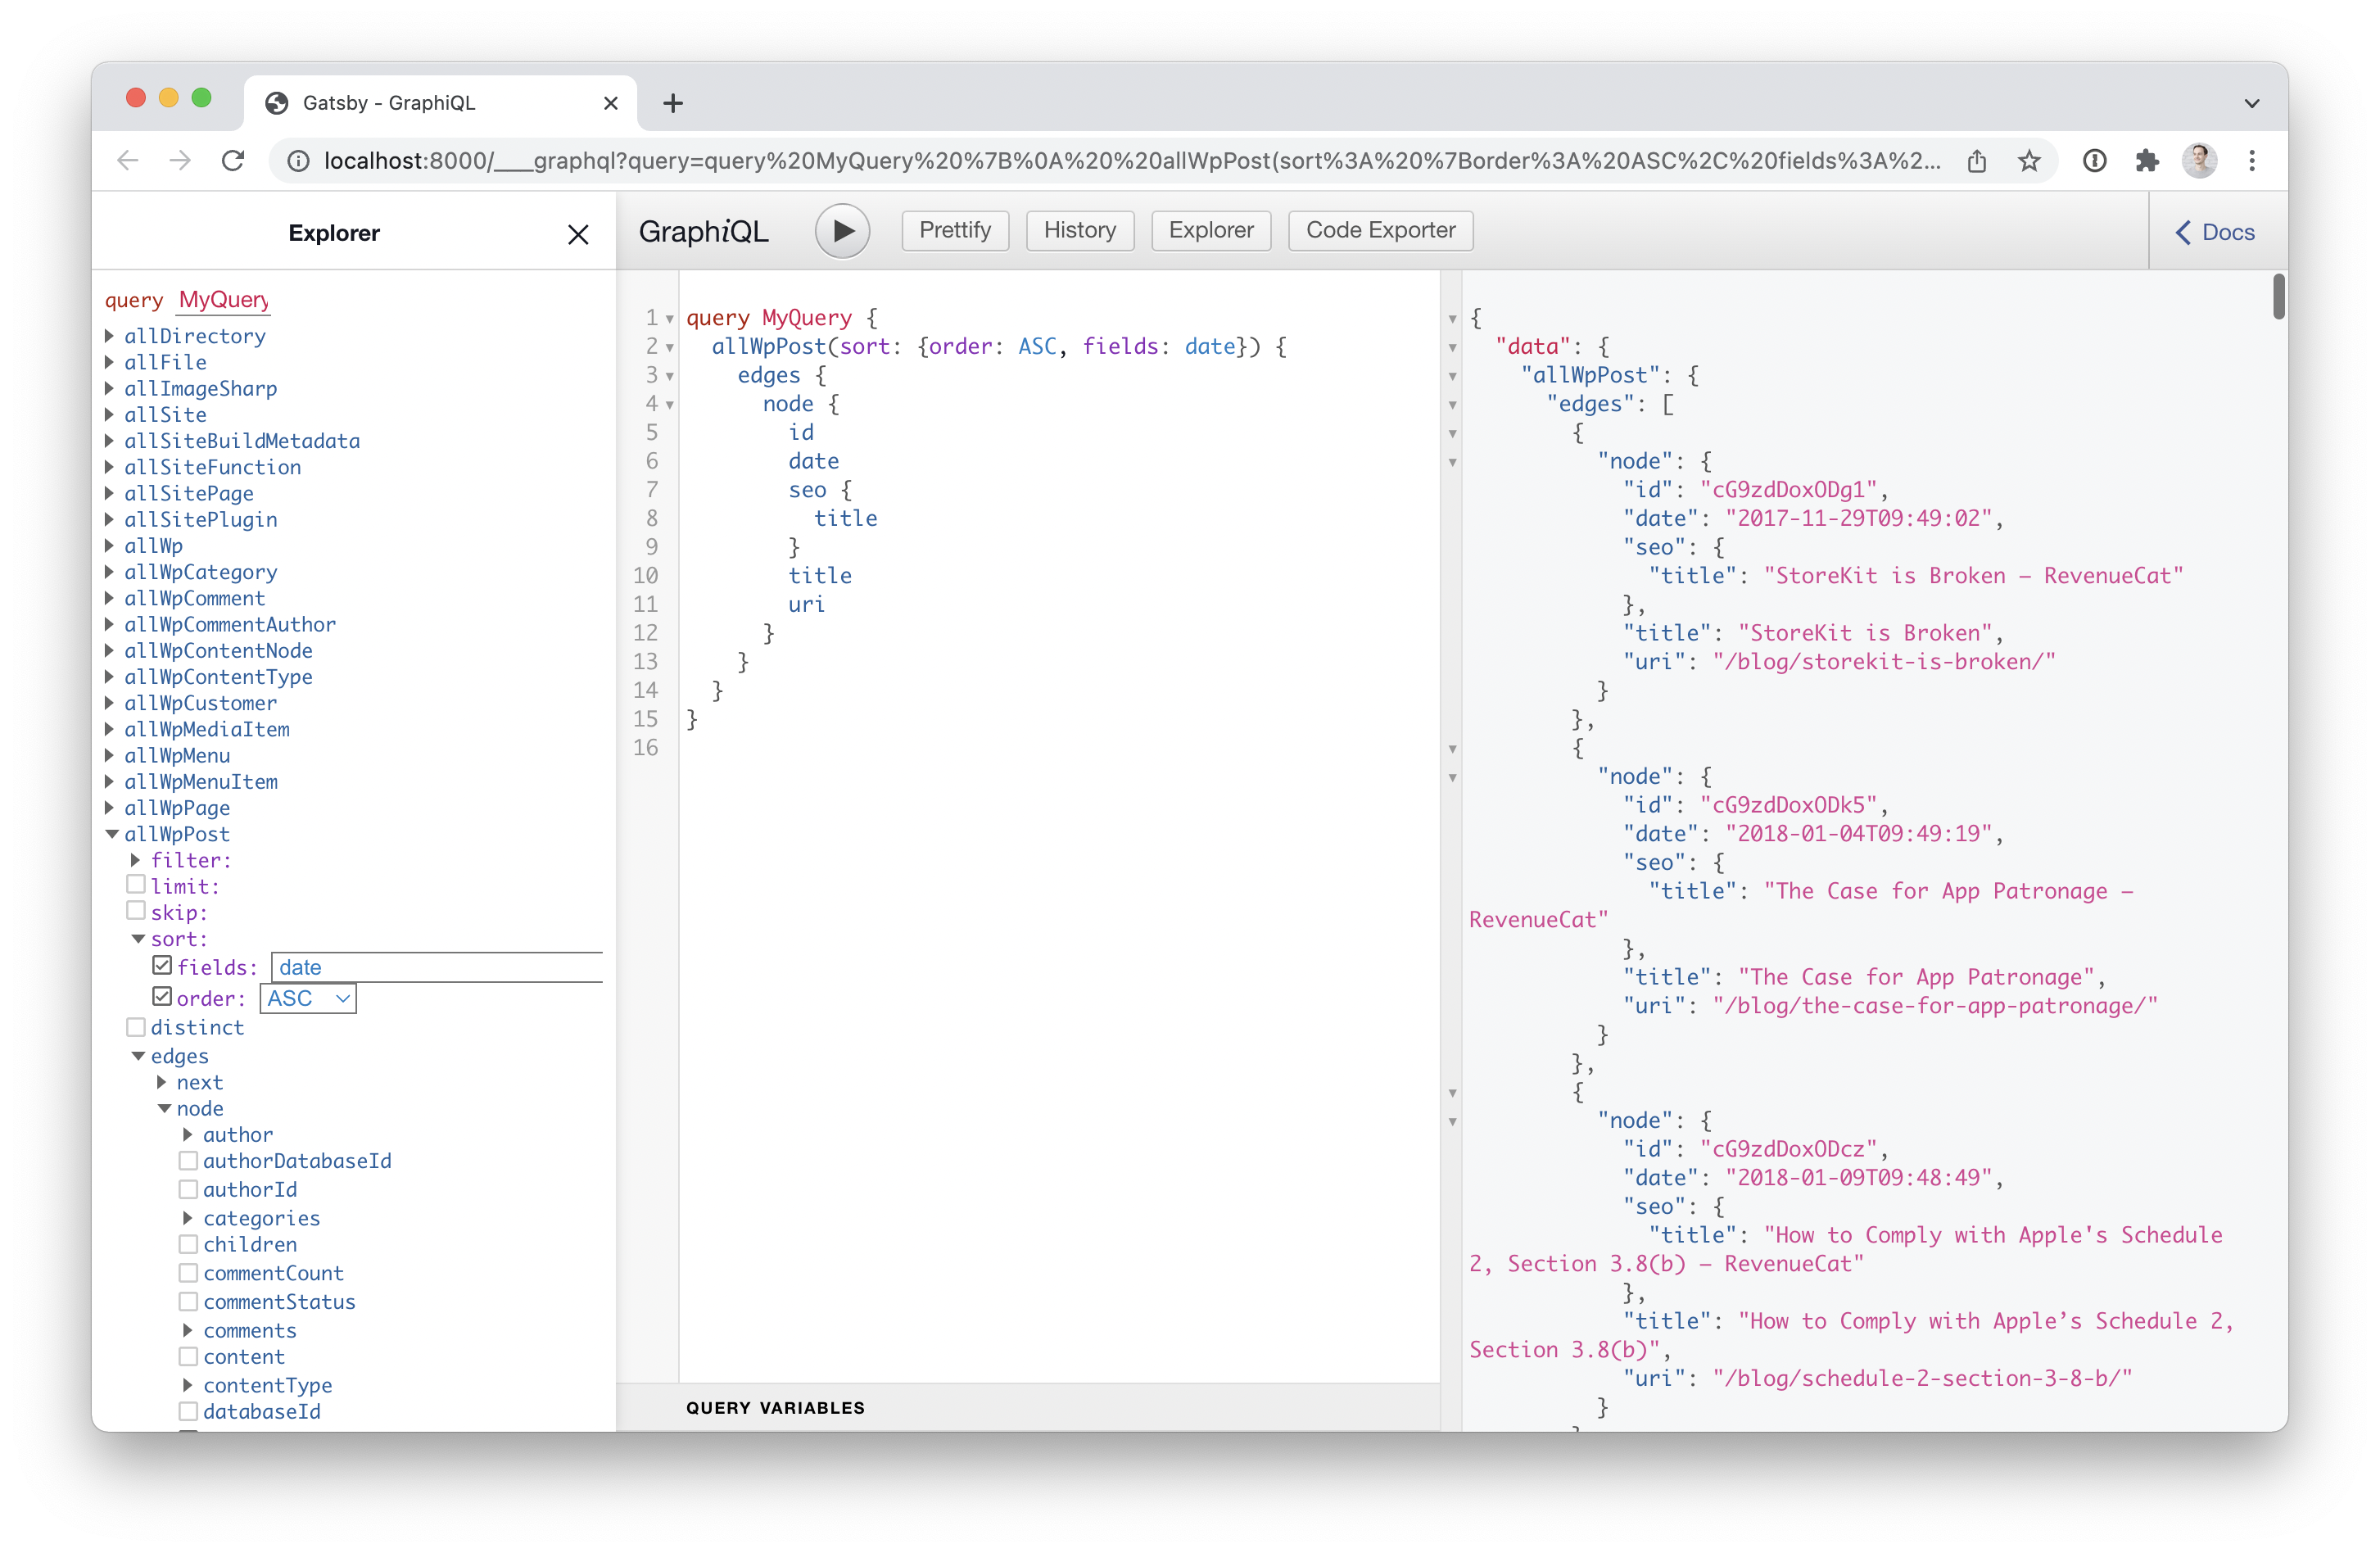 Gatsby - GraphiQL
localhost:8000/___graphql?query=query%20MyQuery%20%7B%0A%20%20allWpPost(sort%3A%20%7Border%3A%20ASC%2C%20fields%3A%2...
Explorer
GraphiQL
Prettify
History
Explorer
Code Exporter
Docs
query MyQuery
allDirectory
allFile
allImageSharp
allSite
allSiteBuildMetadata
allSiteFunction
allSitePage
allSitePlugin
allWp
allWpCategory
allWpComment
allWpCommentAuthor
allWpContentNode
allWpContentType
allWpCustomer
allWpMediaItem
allWpMenu
allWpMenuItem
allWpPage
allWpPost
filter:
limit:
skip:
sort:
fields: date
order: ASC
distinct
edges
next
node
author
authorDatabaseId
authorId
categories
children
commentCount
commentStatus
comments
content
contentType
databaseId
1 query MyQuery {
2 allWpPost(sort: {order: ASC, fields: date}) {
3 edges {
4 node {
5 id
6 date
7 seo {
8 title
9 }
10 title
11 uri
12 }
13 }
14 }
15 }
16
QUERY VARIABLES
{
"data": {
"allWpPost": {
"edges": [
{
"node": {
"id": "cG9zdDoxODg1",
"date": "2017-11-29T09:49:02",
"seo": {
"title": "StoreKit is Broken – RevenueCat"
},
"title": "StoreKit is Broken",
"uri": "/blog/storekit-is-broken/"
}
},
{
"node": {
"id": "cG9zdDoxODk5",
"date": "2018-01-04T09:49:19",
"seo": {
"title": "The Case for App Patronage –
RevenueCat"
},
"title": "The Case for App Patronage",
"uri": "/blog/the-case-for-app-patronage/"
}
},
{
"node": {
"id": "cG9zdDoxODcz",
"date": "2018-01-09T09:48:49",
"seo": {
"title": "How to Comply with Apple's Schedule
2, Section 3.8(b) – RevenueCat"
},
"title": "How to Comply with Apple’s Schedule 2,
Section 3.8(b)",
"uri": "/blog/schedule-2-section-3-8-b/"
}